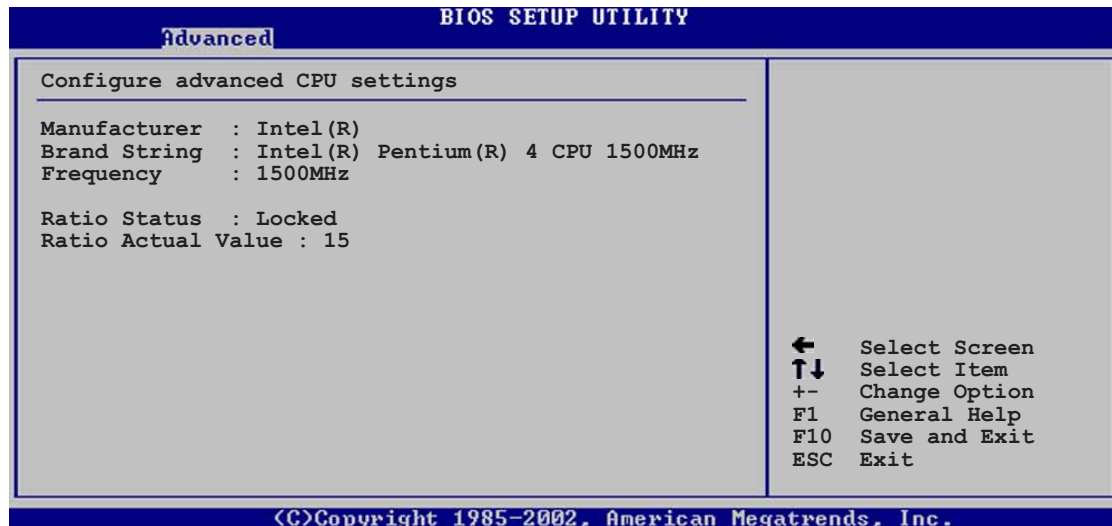 BIOS SETUP UTILITY
Advanced
Configure advanced CPU settings
Manufacturer : Intel(R)
Brand String : Intel(R) Pentium(R) 4 CPU 1500MHz
Frequency : 1500MHz
Ratio Status : Locked
Ratio Actual Value : 15
← Select Screen
↑↓ Select Item
+- Change Option
F1 General Help
F10 Save and Exit
ESC Exit
(C)Copyright 1985-2002, American Megatrends, Inc.